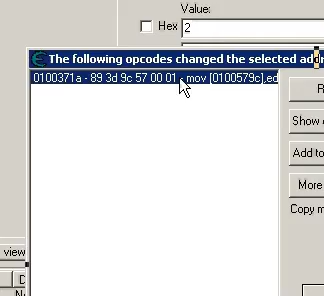 Value:
Hex 2
The following opcodes changed the selected
0100371a - 89 3d 9c 57 00 01 - mov [0100579c],ed
Show
Add to
More
Copy
view